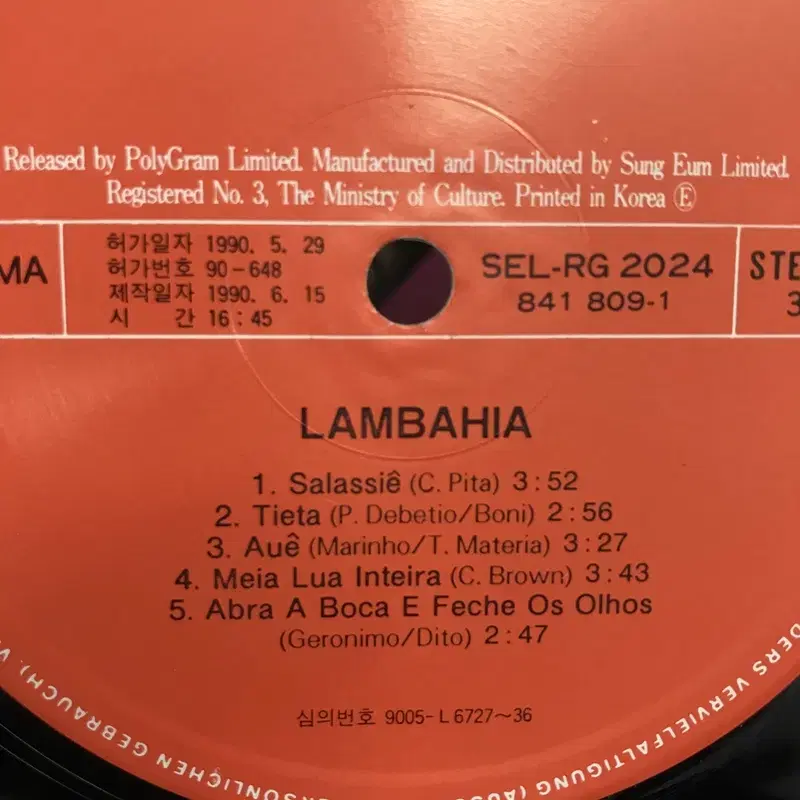 Released by PolyGram Limited. Manufactured and Distributed by Sung Eum Limited.
Registered No. 3, The Ministry of Culture. Printed in Korea Ⓔ
허가일자 1990. 5. 29
허가번호 90-648
제작일자 1990. 6. 15
시 간 16:45
SEL-RG 2024
841 809-1
LAMBAHIA
1. Salassiê (C. Pita) 3:52
2. Tieta (P. Debetio/Boni) 2:56
3. Auê (Marinho/T. Materia) 3:27
4. Meia Lua Inteira (C. Brown) 3:43
5. Abra A Boca E Feche Os Olhos
(Geronimo/Dito) 2:47
심의번호 9005-L 6727~36
VERVIELFALTIGUNG
GEBRAUCH).